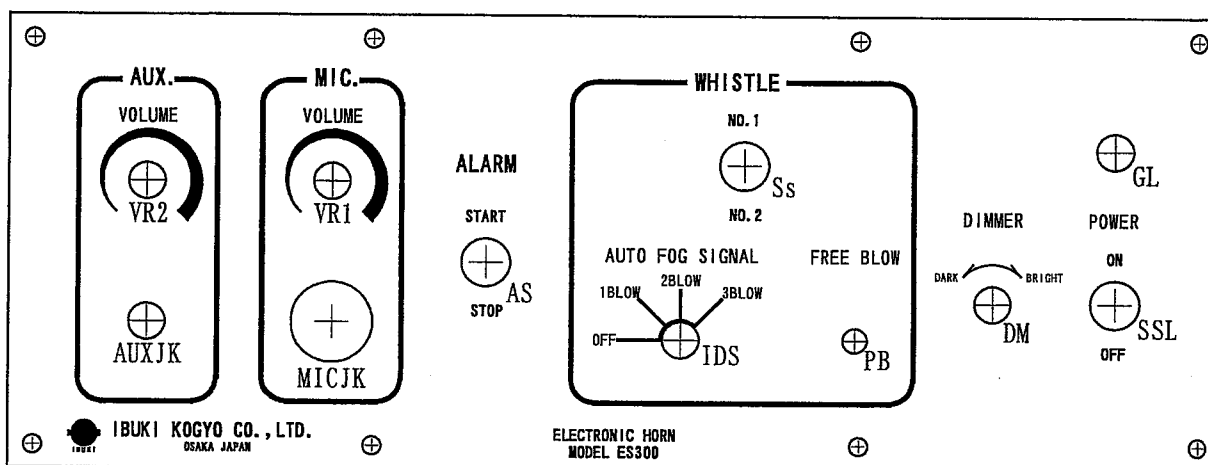 AUX.
VOLUME
VR2
AUXJK
MIC.
VOLUME
VR1
MICJK
ALARM
START
AS
STOP
WHISTLE
NO.1
Ss
NO.2
AUTO FOG SIGNAL
1BLOW 2BLOW 3BLOW
OFF
IDS
FREE BLOW
PB
DIMMER
DARK BRIGHT
DM
GL
POWER
ON
SSL
OFF
IBUKI
IBUKI KOGYO CO.,LTD.
OSAKA JAPAN
ELECTRONIC HORN
MODEL ES300